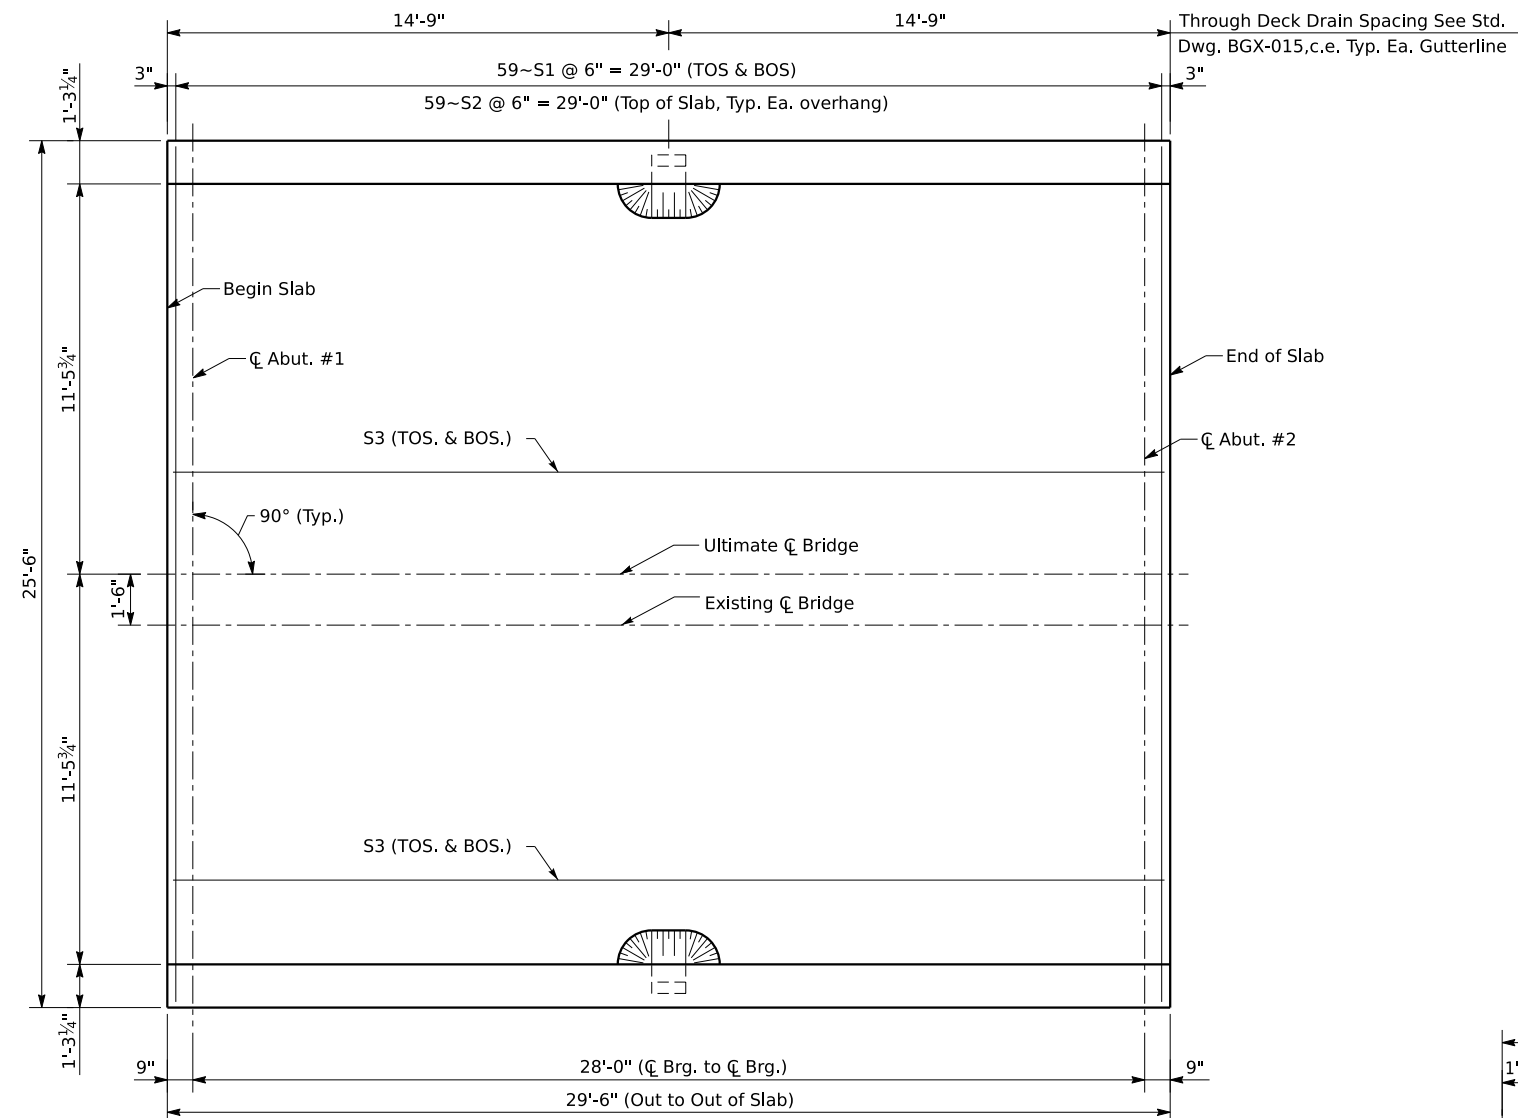 14'-9"
14'-9"
Through Deck Drain Spacing See Std.
Dwg. BGX-015,c.e. Typ. Ea. Gutterline
3"
59~S1 @ 6" = 29'-0" (TOS & BOS)
3"
59~S2 @ 6" = 29'-0" (Top of Slab, Typ. Ea. overhang)
1'-3¼"
Begin Slab
℄ Abut. #1
11'-5¾"
End of Slab
S3 (TOS. & BOS.)
℄ Abut. #2
90° (Typ.)
Ultimate ℄ Bridge
25'-6"
1'-6"
Existing ℄ Bridge
11'-5¾"
S3 (TOS. & BOS.)
1'-3¼"
9"
28'-0" (℄ Brg. to ℄ Brg.)
9"
1'
29'-6" (Out to Out of Slab)